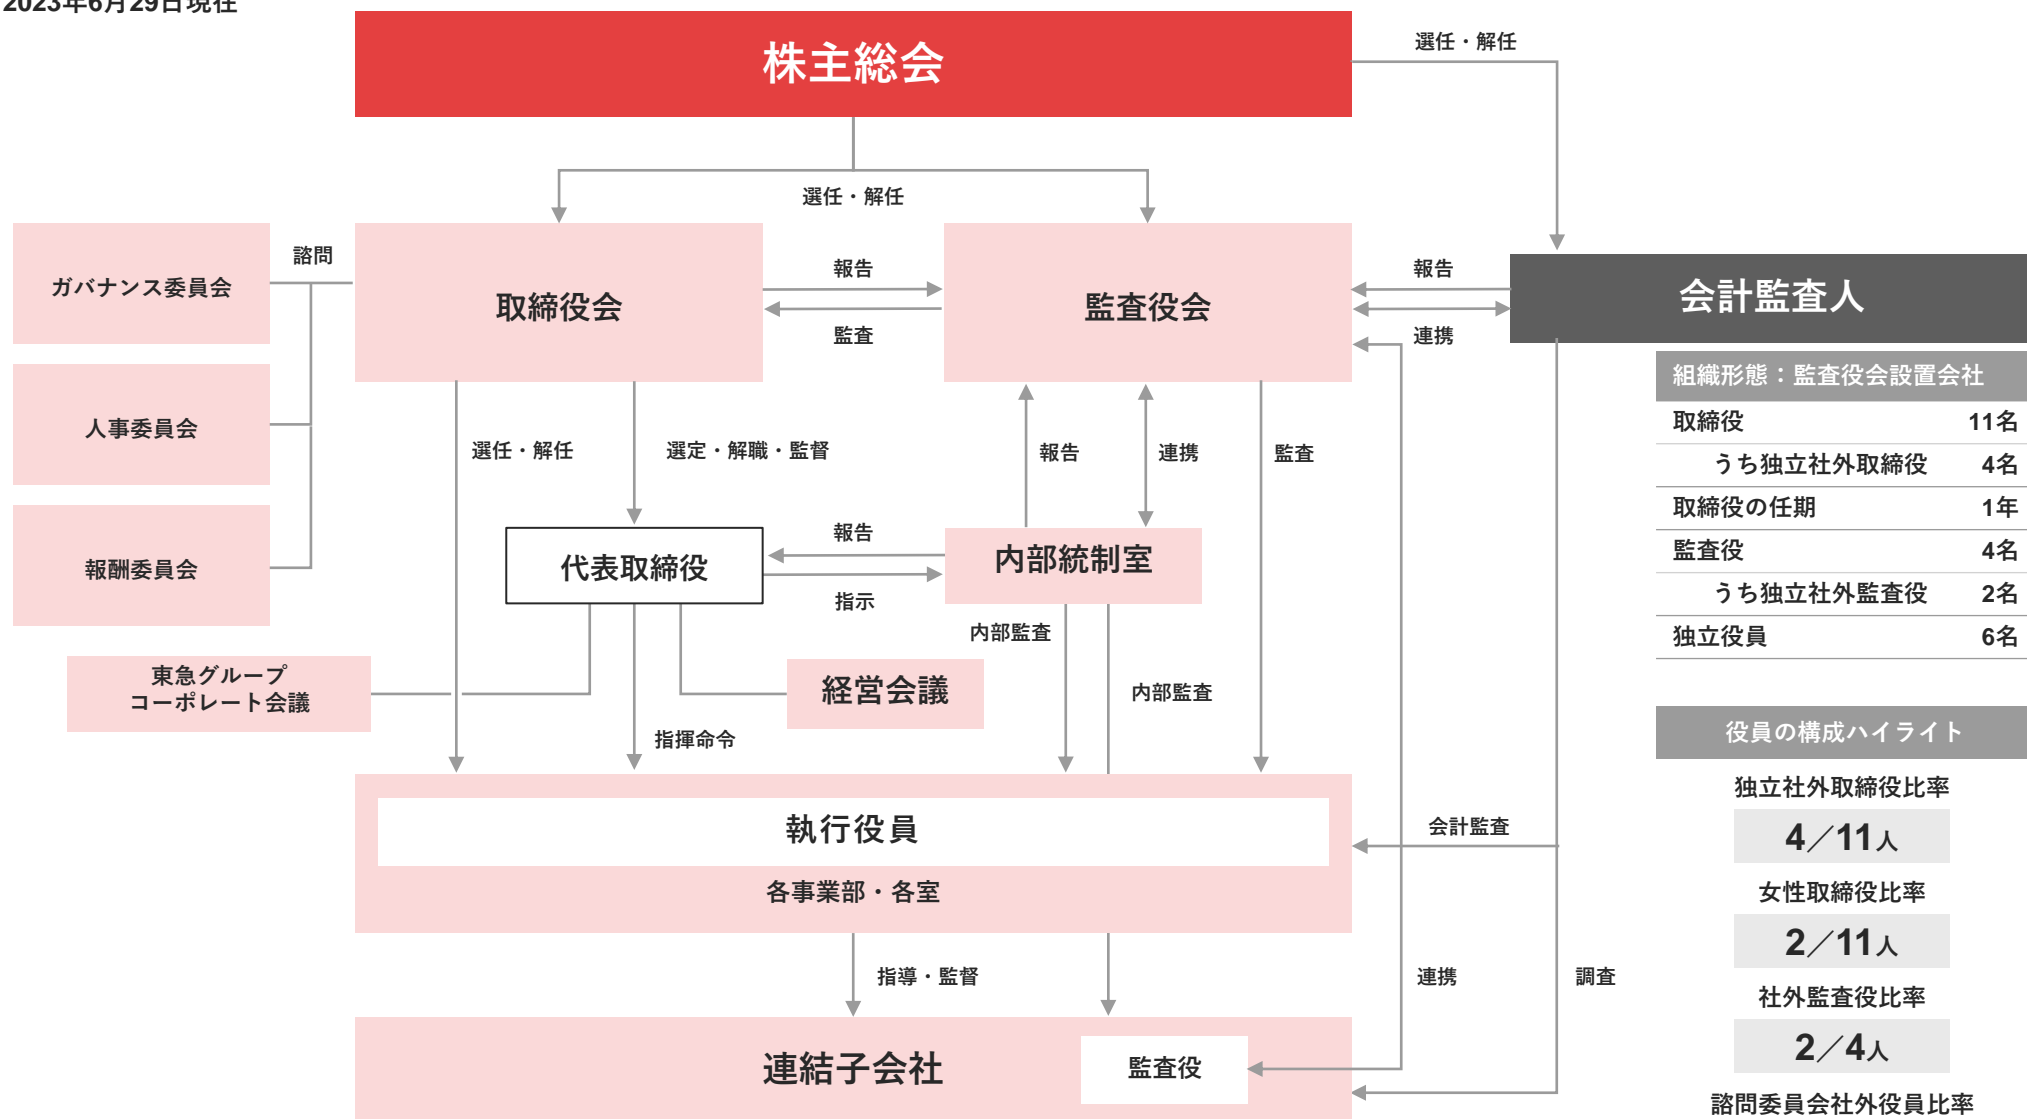 2023年6月29日現在
株主総会
選任・解任
選任・解任
ガバナンス委員会
諮問
取締役会
報告
監査
監査役会
報告
連携
会計監査人
人事委員会
報酬委員会
選任・解任
選定・解職・監督
報告
連携
監査
代表取締役
報告
指示
内部統制室
内部監査
内部監査
東急グループ
コーポレート会議
経営会議
指揮命令
執行役員
各事業部・各室
会計監査
指導・監督
連携
調査
連結子会社
監査役
組織形態：監査役会設置会社
取締役 11名
うち独立社外取締役 4名
取締役の任期 1年
監査役 4名
うち独立社外監査役 2名
独立役員 6名
役員の構成ハイライト
独立社外取締役比率
4／11人
女性取締役比率
2／11人
社外監査役比率
2／4人
諮問委員会社外役員比率